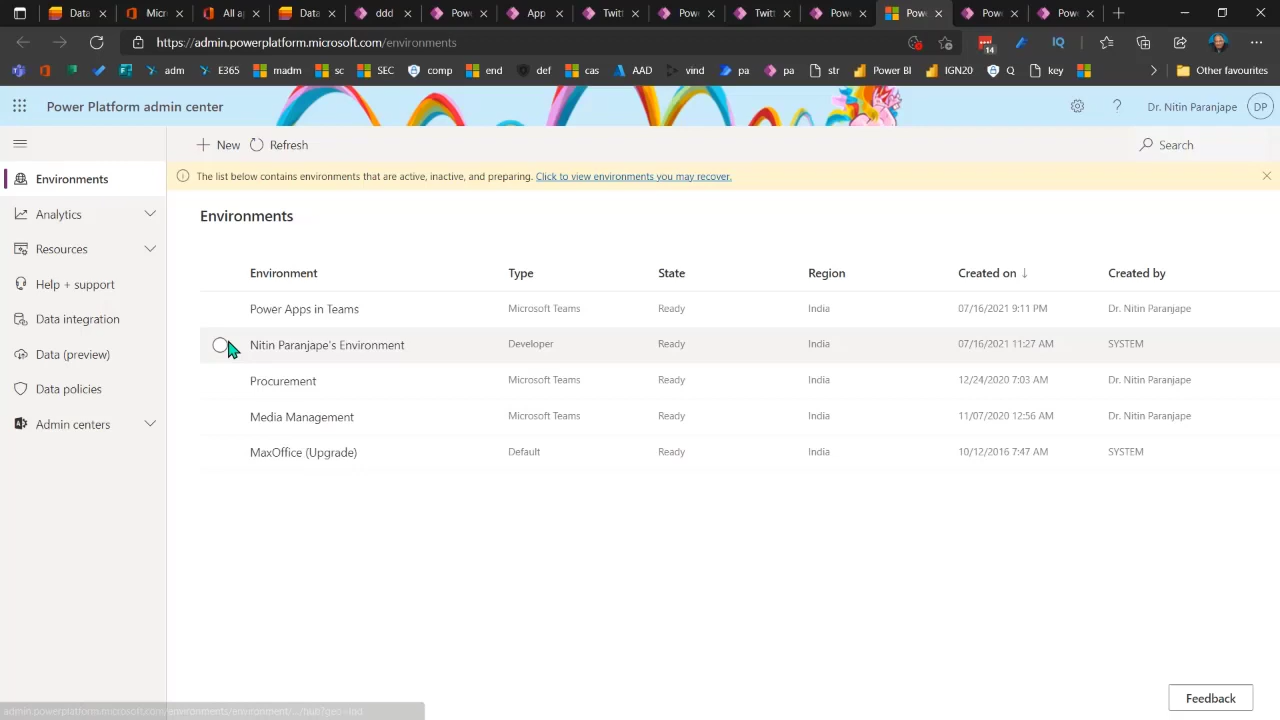 Data
Micr
All a
Data
ddd
Powe
App
Twitt
Powe
Twitt
Powe
Powe
Powe
Powe
https://admin.powerplatform.microsoft.com/environments
14
IQ
adm
E365
madm
sc
SEC
comp
end
def
cas
AAD
vind
pa
pa
str
Power BI
IGN20
Q
key
Other favourites
Power Platform admin center
Dr. Nitin Paranjape
DP
New
Refresh
Search
Environments
Analytics
Resources
Help + support
Data integration
Data (preview)
Data policies
Admin centers
The list below contains environments that are active, inactive, and preparing. Click to view environments you may recover.
Environments
Environment Type State Region Created on ↓ Created by
Power Apps in Teams Microsoft Teams Ready India 07/16/2021 9:11 PM Dr. Nitin Paranjape
Nitin Paranjape's Environment Developer Ready India 07/16/2021 11:27 AM SYSTEM
Procurement Microsoft Teams Ready India 12/24/2020 7:03 AM Dr. Nitin Paranjape
Media Management Microsoft Teams Ready India 11/07/2020 12:56 AM Dr. Nitin Paranjape
MaxOffice (Upgrade) Default Ready India 10/12/2016 7:47 AM SYSTEM
Feedback